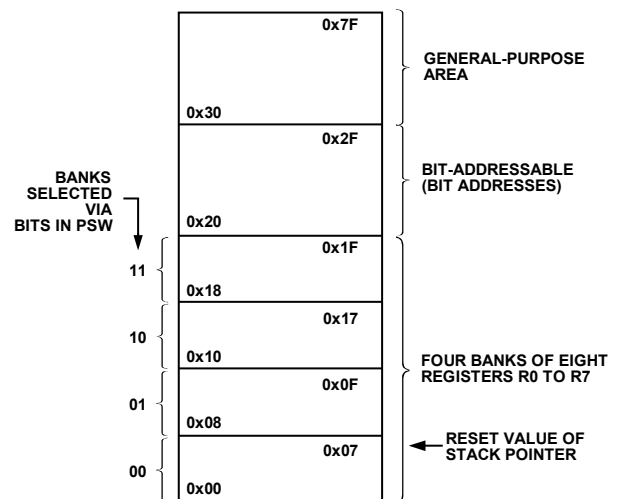 0x7F
GENERAL-PURPOSE
AREA
0x30
0x2F
BANKS
SELECTED
VIA
BITS IN PSW
BIT-ADDRESSABLE
(BIT ADDRESSES)
0x20
0x1F
11
0x18
0x17
10
0x10
FOUR BANKS OF EIGHT
REGISTERS R0 TO R7
0x0F
01
0x08
0x07
RESET VALUE OF
STACK POINTER
00
0x00